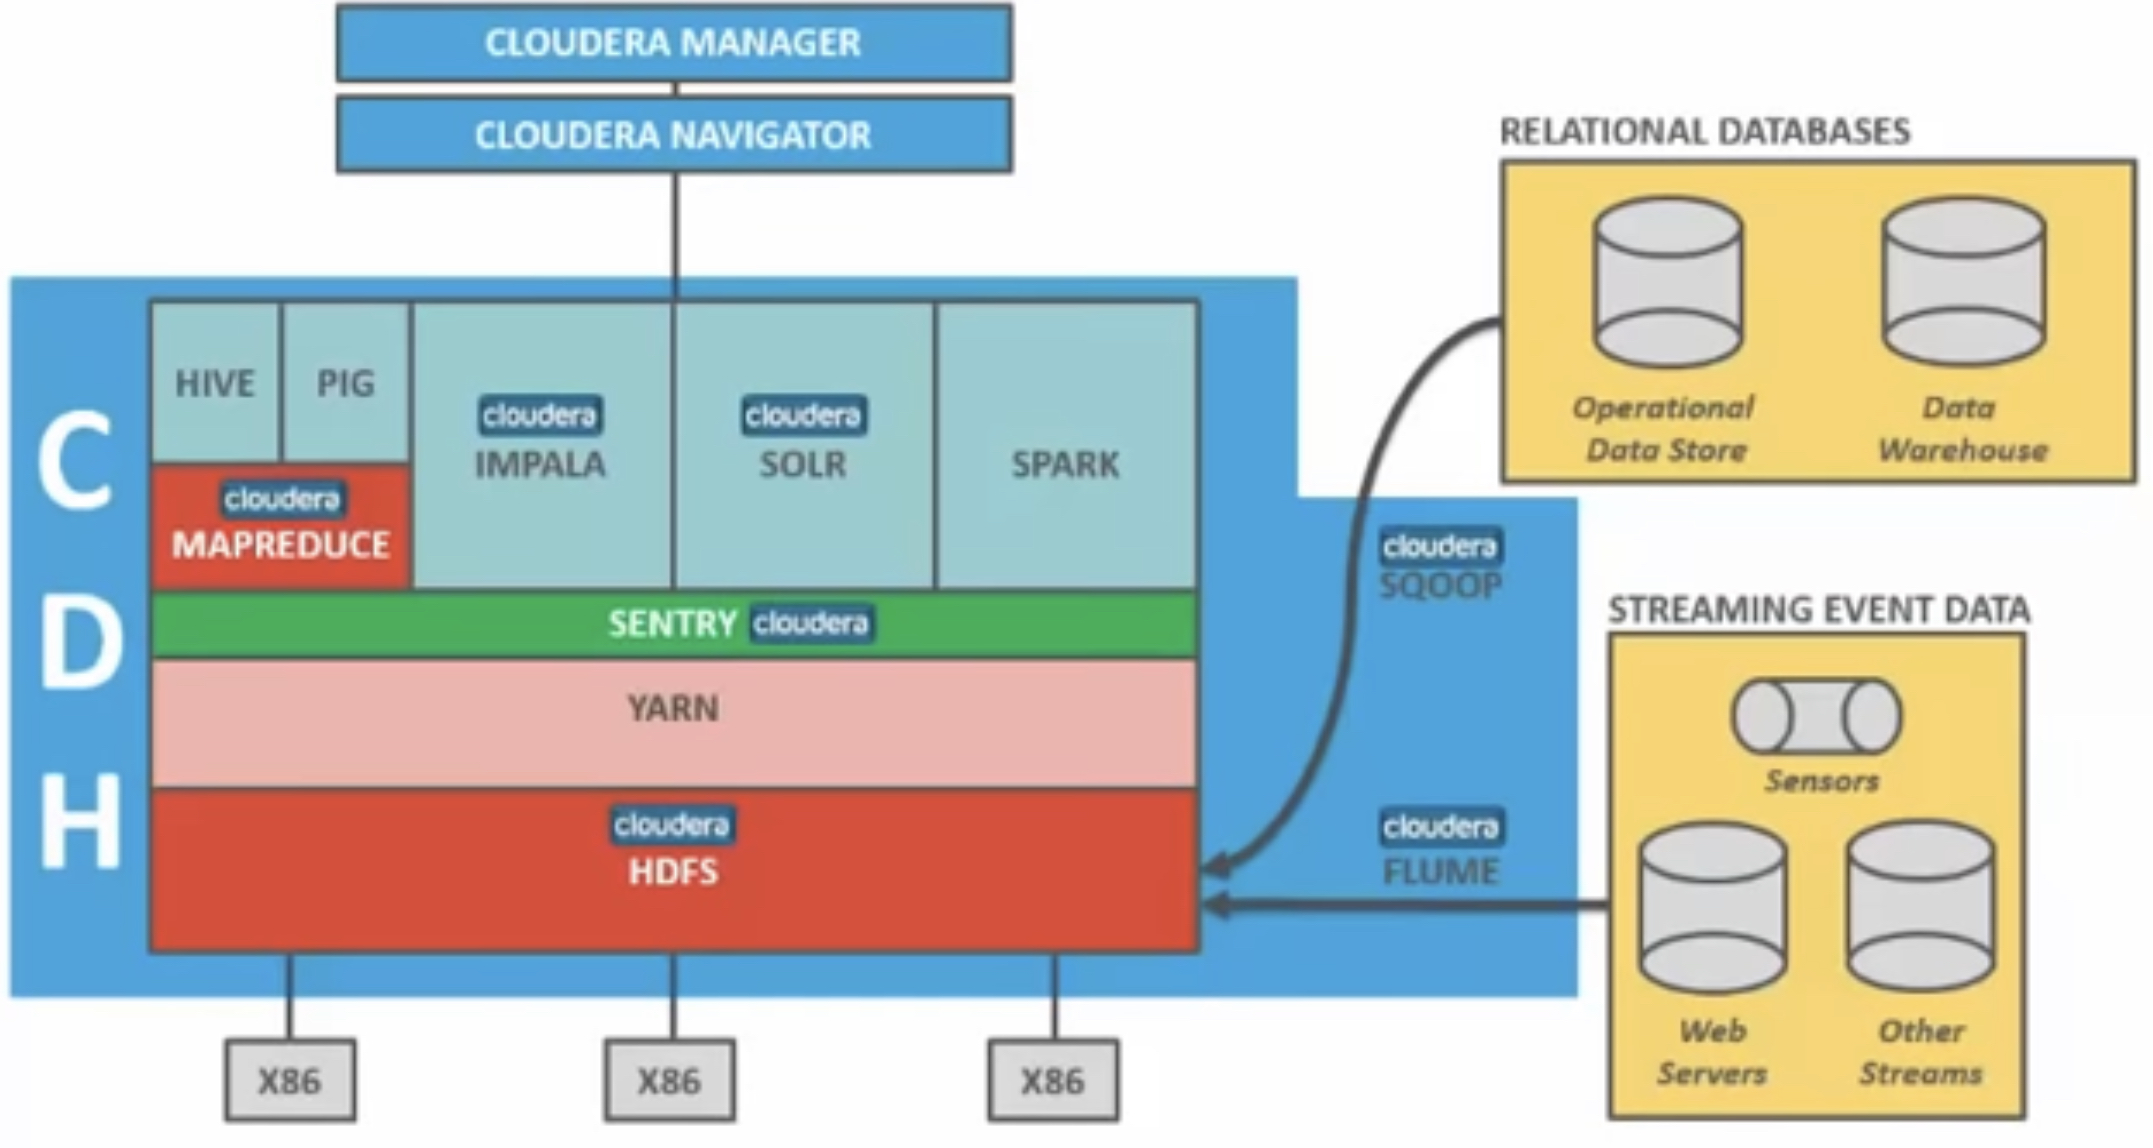 CLOUDERA MANAGER
CLOUDERA NAVIGATOR
RELATIONAL DATABASES
Operational
Data Store
Data
Warehouse
C
D
H
HIVE
PIG
cloudera
MAPREDUCE
cloudera
IMPALA
cloudera
SOLR
SPARK
SENTRY cloudera
YARN
cloudera
HDFS
cloudera
SQOOP
cloudera
FLUME
STREAMING EVENT DATA
Sensors
Web
Servers
Other
Streams
X86
X86
X86